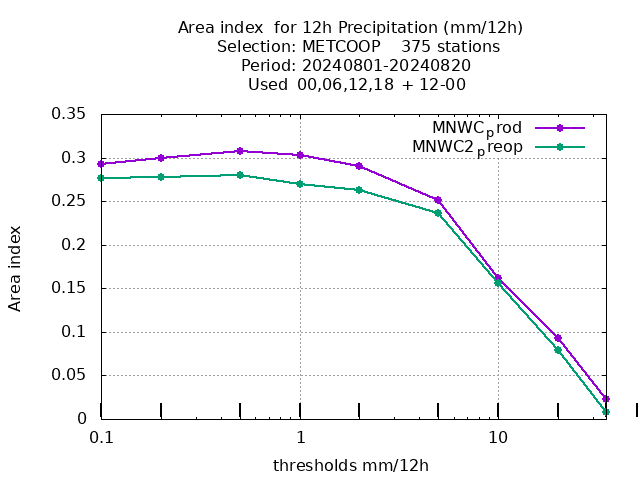 Area index  for 12h Precipitation (mm/12h)
Selection: METCOOP    375 stations
Period: 20240801-20240820
Used 00,06,12,18 + 12-00
MNWCprod
MNWC2preop
0.35
0.3
0.25
0.2
0.15
0.1
0.05
0
Area index
0.1 1 10
thresholds mm/12h